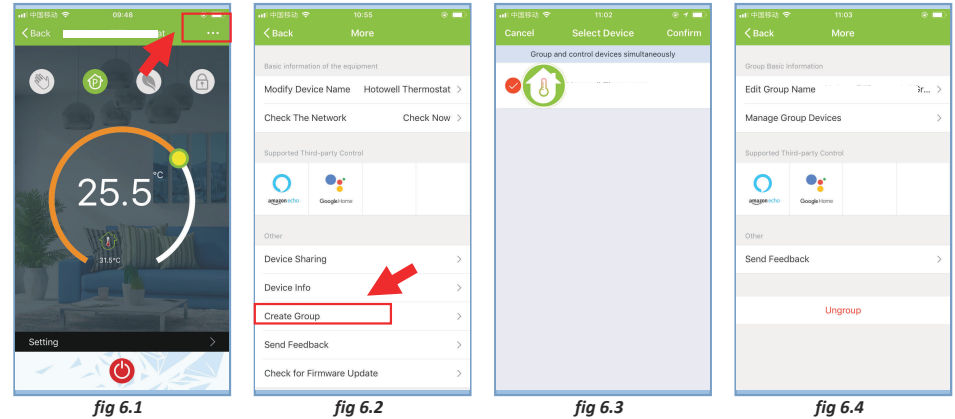 中国移动 09:48
Back
...
P
25.5 °C
31.5°C
Setting
fig 6.1
中国移动 10:55
Back More
Basic information of the equipment
Modify Device Name Hotowell Thermostat
Check The Network Check Now
Supported Third-party Control
amazon echo
Google Home
Other
Device Sharing
Device Info
Create Group
Send Feedback
Check for Firmware Update
fig 6.2
中国移动 11:02
Cancel Select Device Confirm
Group and control devices simultaneously
fig 6.3
中国移动 11:03
Back More
Group Basic Information
Edit Group Name
Manage Group Devices
Supported Third-party Control
amazon echo
Google Home
Other
Send Feedback
Ungroup
fig 6.4